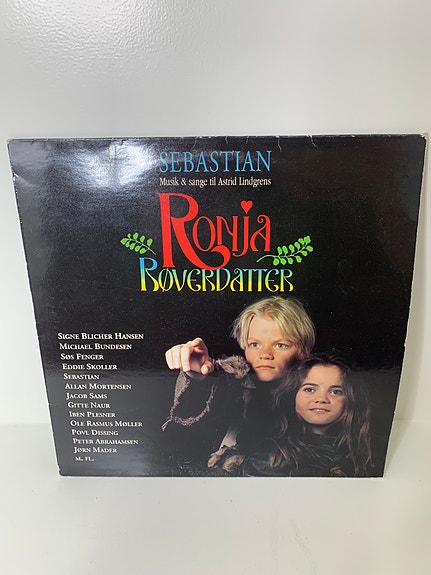 SEBASTIAN
Musik & sange til Astrid Lindgrens
RONJA
RØVERDATTER
SIGNE BLICHER HANSEN
MICHAEL BUNDESEN
SØS FENGER
EDDIE SKOLLER
SEBASTIAN
ALLAN MORTENSEN
JACOB SAMS
GITTE NAUR
IBEN PLESNER
OLE RASMUS MØLLER
POVL DISSING
PETER ABRAHAMSEN
JØRN MADER
M. FL.